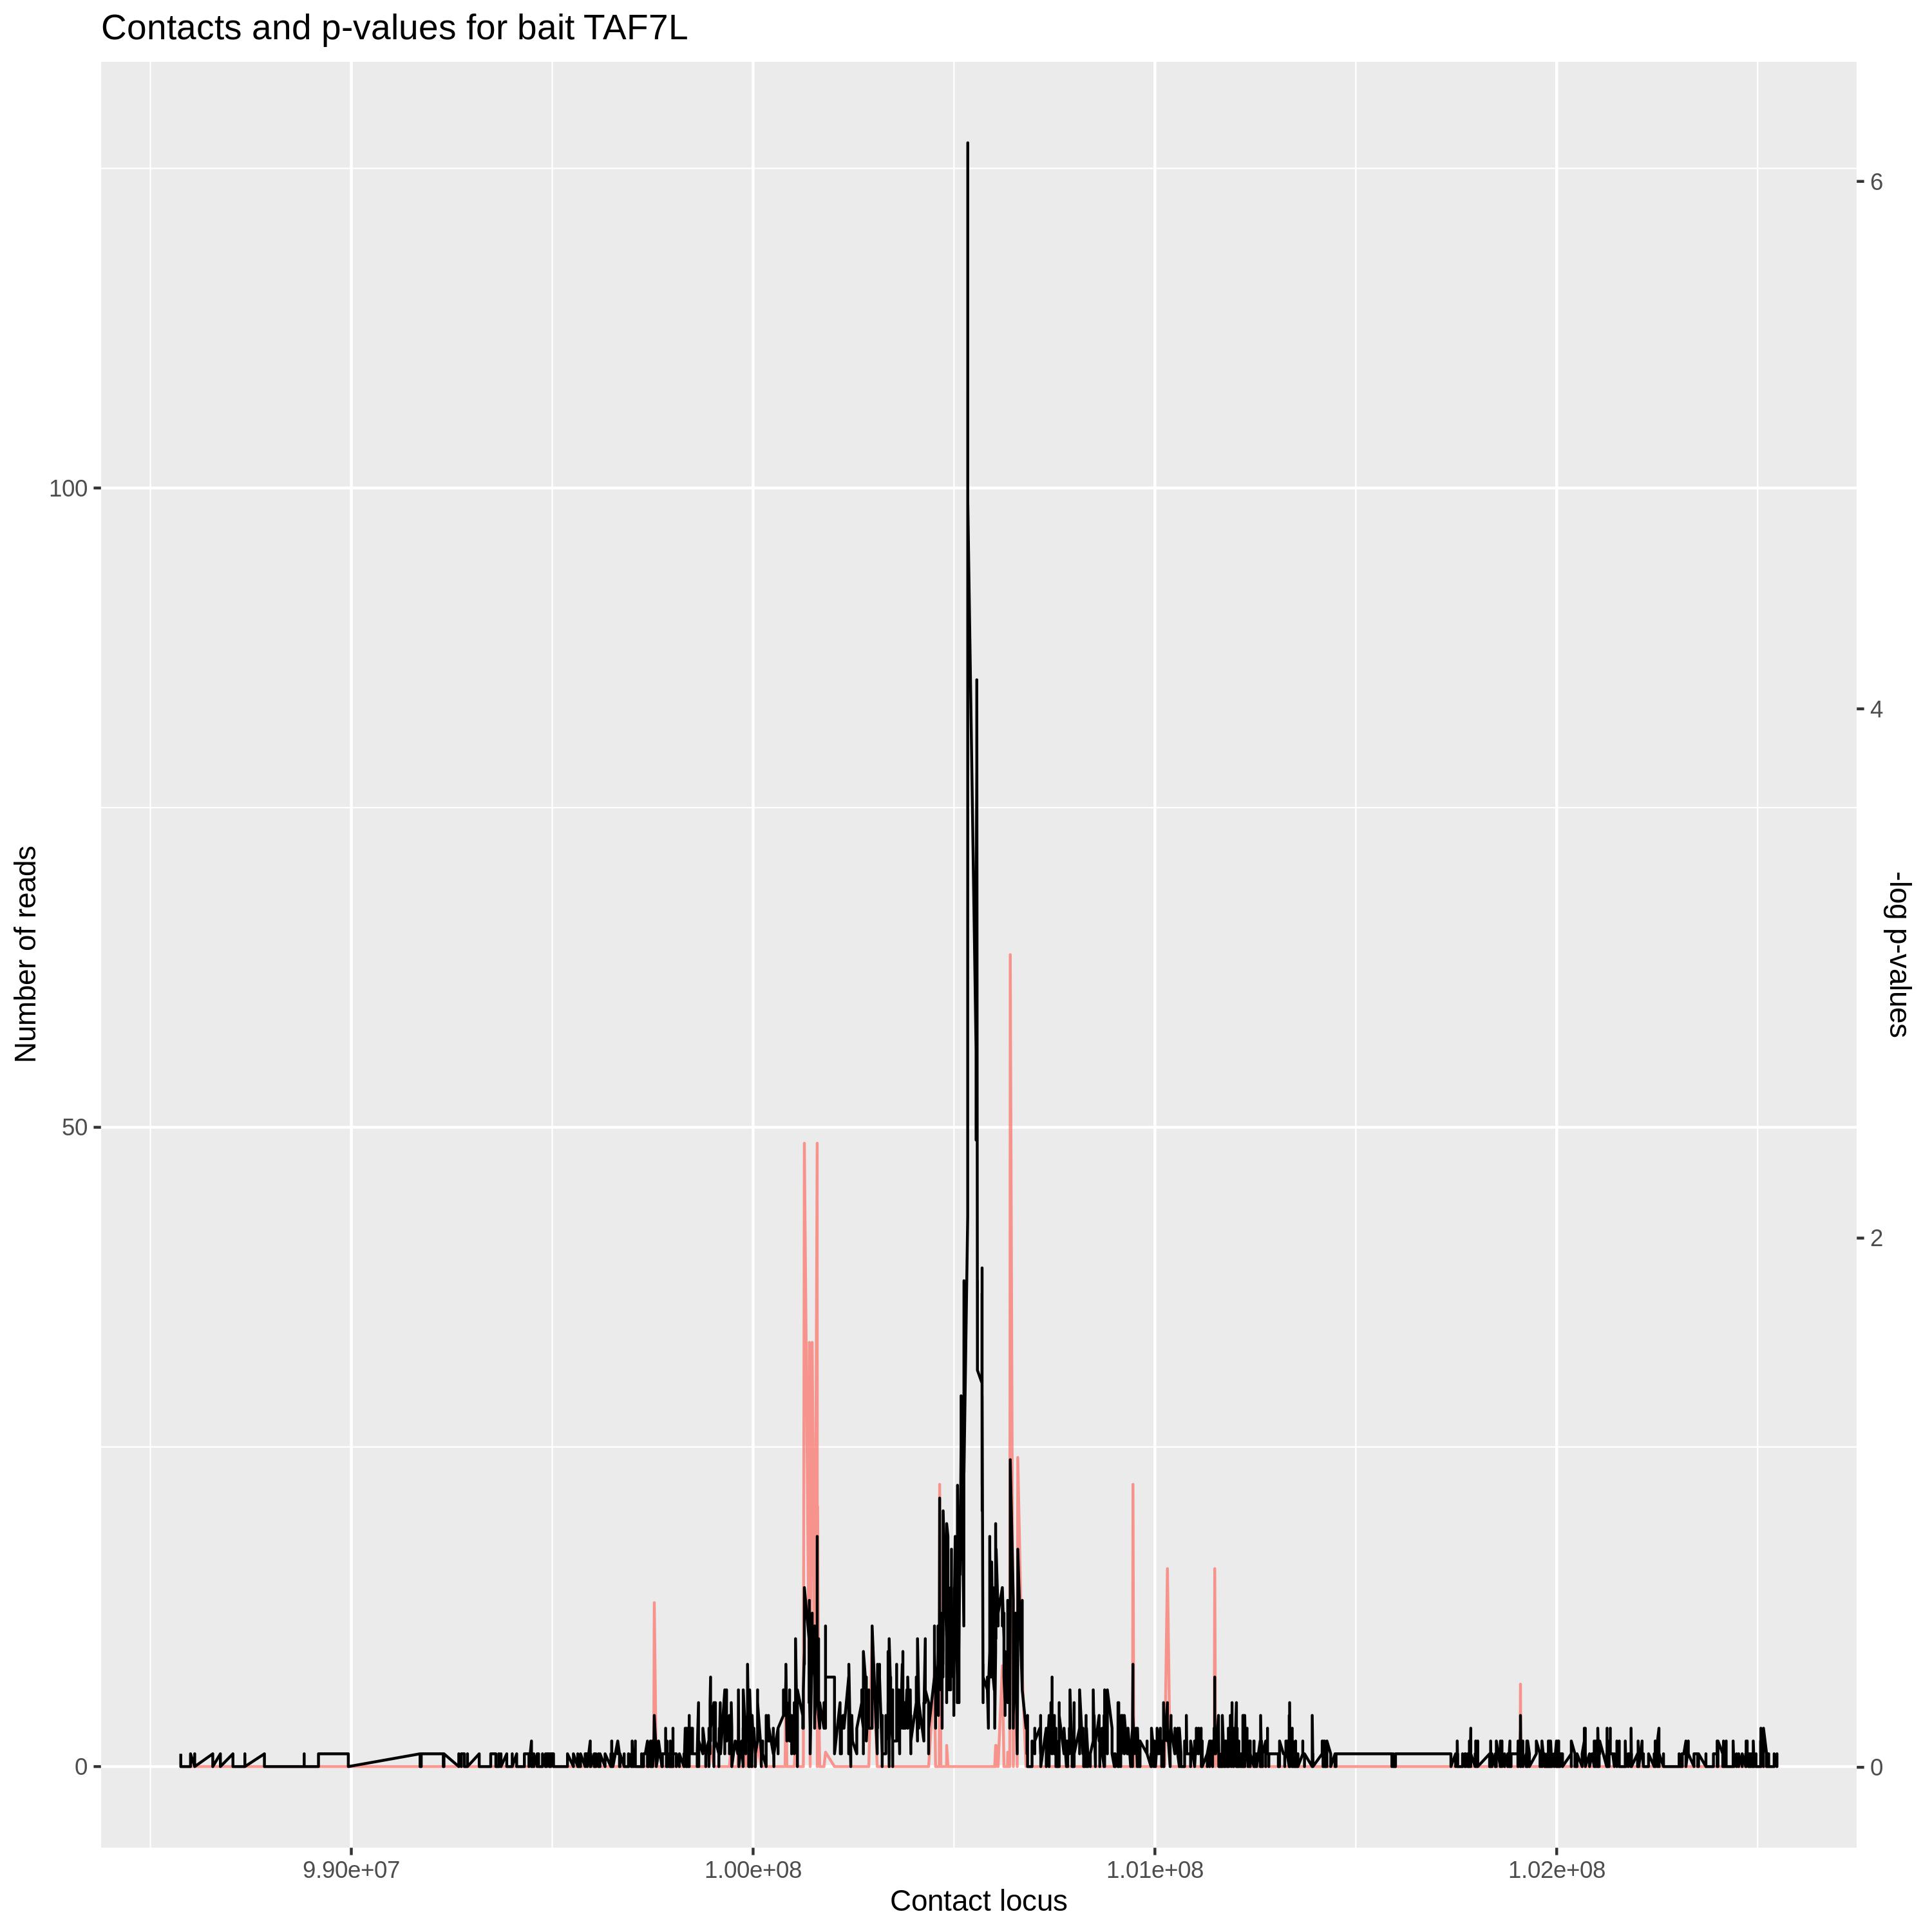 Contacts and p-values for bait TAF7L
Number of reads
100
50
0
6
4
2
0
-log p-values
9.90e+07
1.00e+08
1.01e+08
1.02e+08
Contact locus